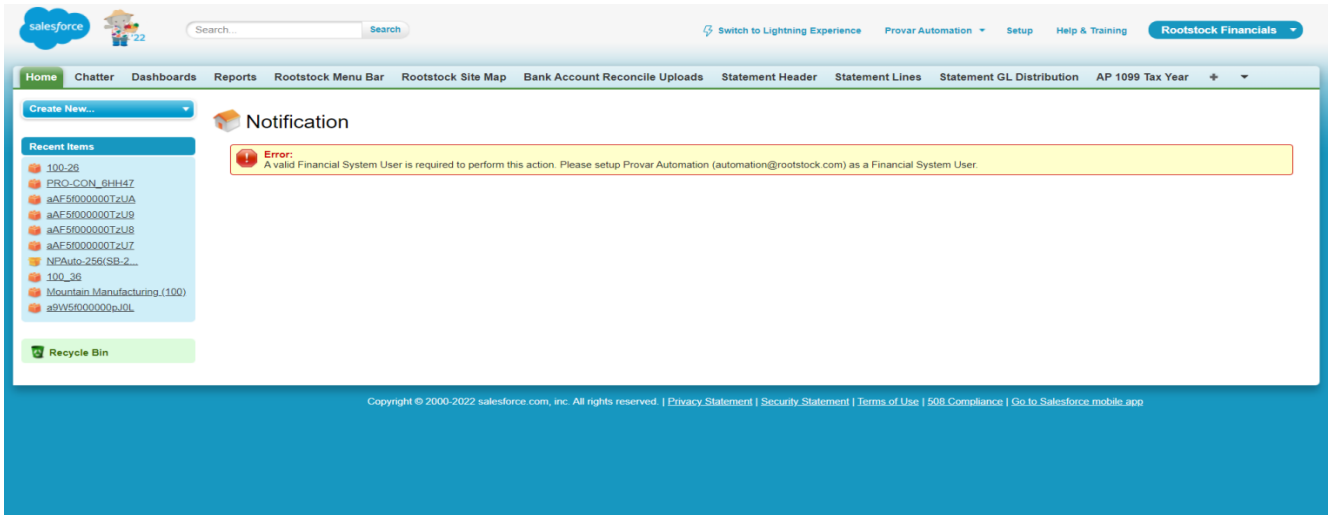 salesforce
'22
Search...
Search
Switch to Lightning Experience
Provar Automation
Setup
Help & Training
Rootstock Financials
Home Chatter Dashboards Reports Rootstock Menu Bar Rootstock Site Map Bank Account Reconcile Uploads Statement Header Statement Lines Statement GL Distribution AP 1099 Tax Year +
Create New...
Recent Items
100-26
PRO-CON_6HH47
aAF5f000000TzUA
aAF5f000000TzU9
aAF5f000000TzU8
aAF5f000000TzU7
NPAuto-256(SB-2...
100_36
Mountain Manufacturing (100)
a9W5f000000pJ0L
Recycle Bin
Notification
Error:
A valid Financial System User is required to perform this action. Please setup Provar Automation (automation@rootstock.com) as a Financial System User.
Copyright © 2000-2022 salesforce.com, inc. All rights reserved. | Privacy Statement | Security Statement | Terms of Use | 508 Compliance | Go to Salesforce mobile app